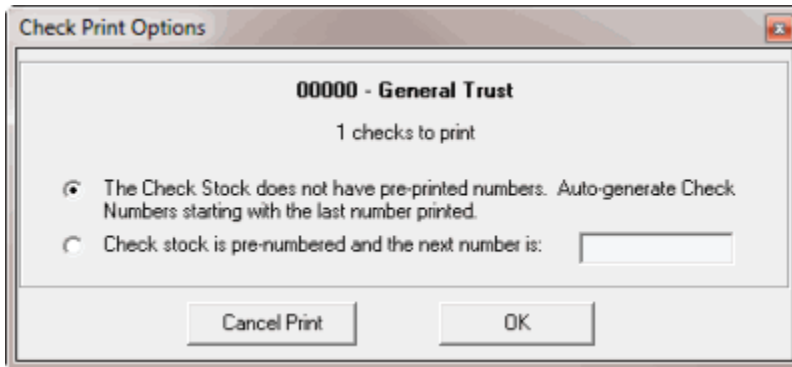 Check Print Options
00000 - General Trust
1 checks to print
The Check Stock does not have pre-printed numbers.  Auto-generate Check
Numbers starting with the last number printed.
Check stock is pre-numbered and the next number is:
Cancel Print
OK